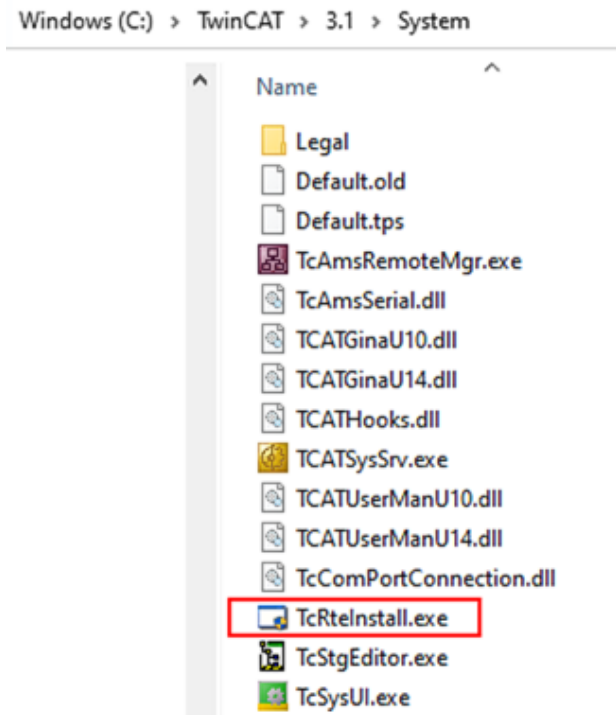 Windows (C:) > TwinCAT > 3.1 > System
Name
Legal
Default.old
Default.tps
TcAmsRemoteMgr.exe
TcAmsSerial.dll
TCATGinaU10.dll
TCATGinaU14.dll
TCATHooks.dll
TCATSysSrv.exe
TCATUserManU10.dll
TCATUserManU14.dll
TcComPortConnection.dll
TcRteInstall.exe
TcStgEditor.exe
TcSysUI.exe